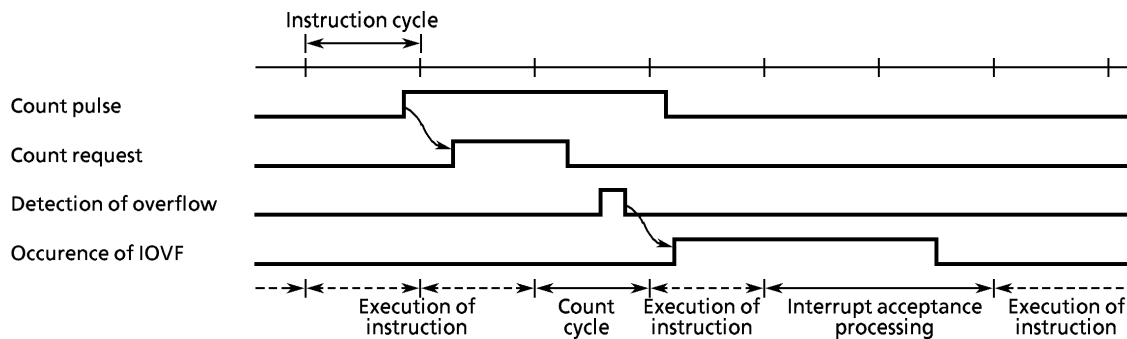 Instruction cycle
Count pulse
Count request
Detection of overflow
Occurence of IOVF
Execution of
instruction
Count
cycle
Execution of
instruction
Interrupt acceptance
processing
Execution of
instruction